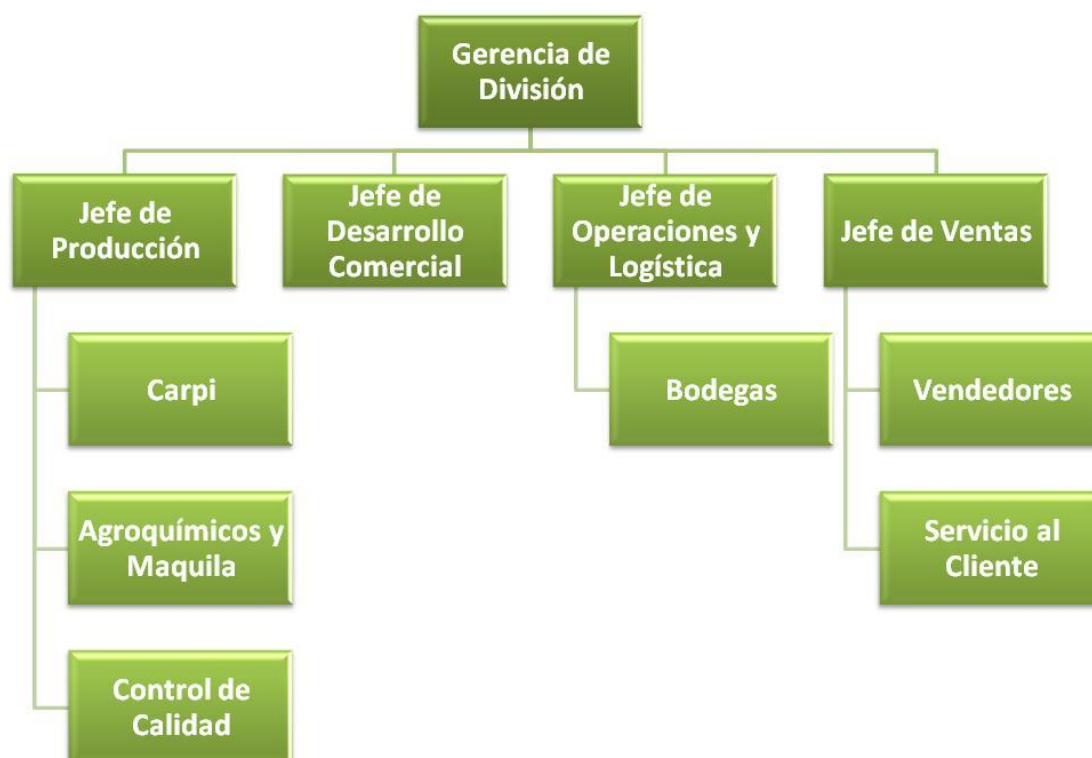 Gerencia de
División
Jefe de
Producción
Jefe de
Desarrollo
Comercial
Jefe de
Operaciones y
Logística
Jefe de Ventas
Carpi
Bodegas
Vendedores
Agroquímicos y
Maquila
Servicio al
Cliente
Control de
Calidad